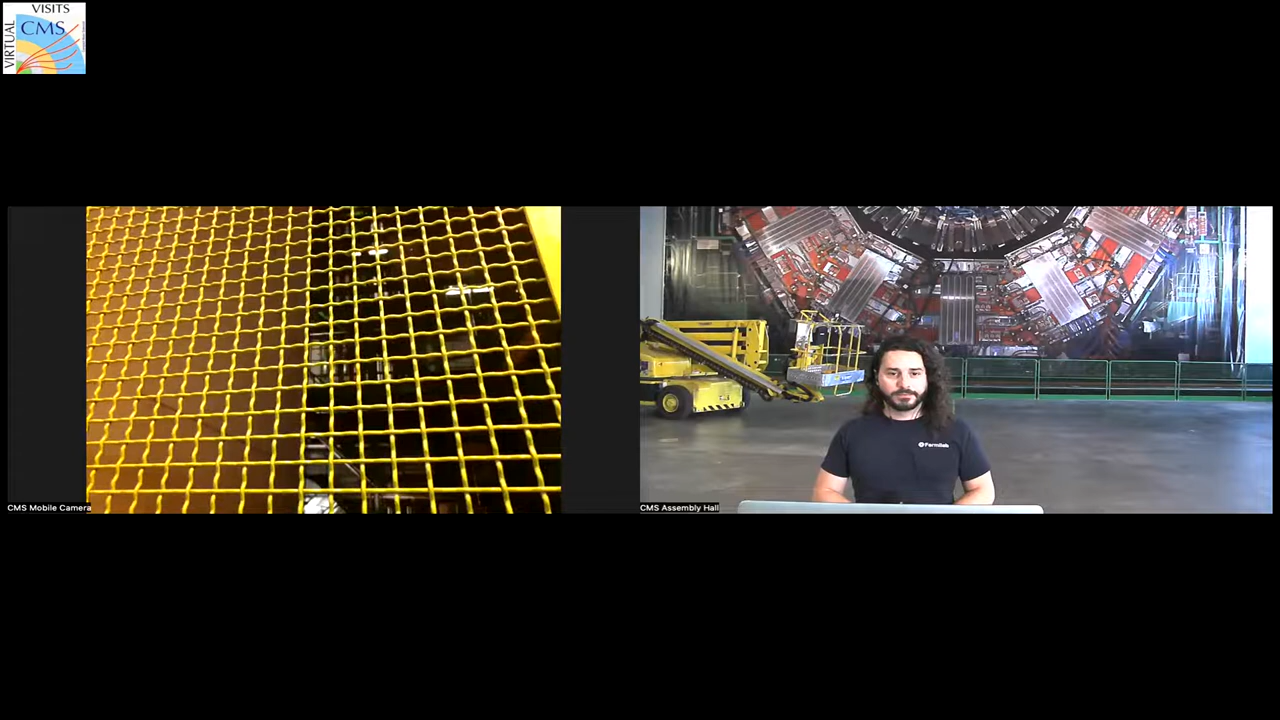 VISITS
CMS
VIRTUAL
CMS Mobile Camera
CMS Assembly Hall
Fermilab